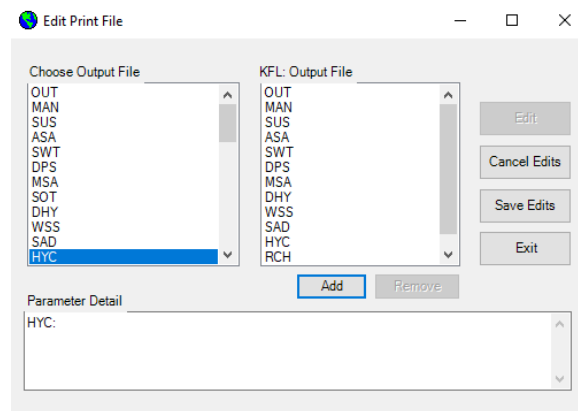 Edit Print File
Choose Output File
OUT
MAN
SUS
ASA
SWT
DPS
MSA
SOT
DHY
WSS
SAD
HYC
KFL: Output File
OUT
MAN
SUS
ASA
SWT
DPS
MSA
DHY
WSS
SAD
HYC
RCH
Edit
Cancel Edits
Save Edits
Exit
Add
Remove
Parameter Detail
HYC: